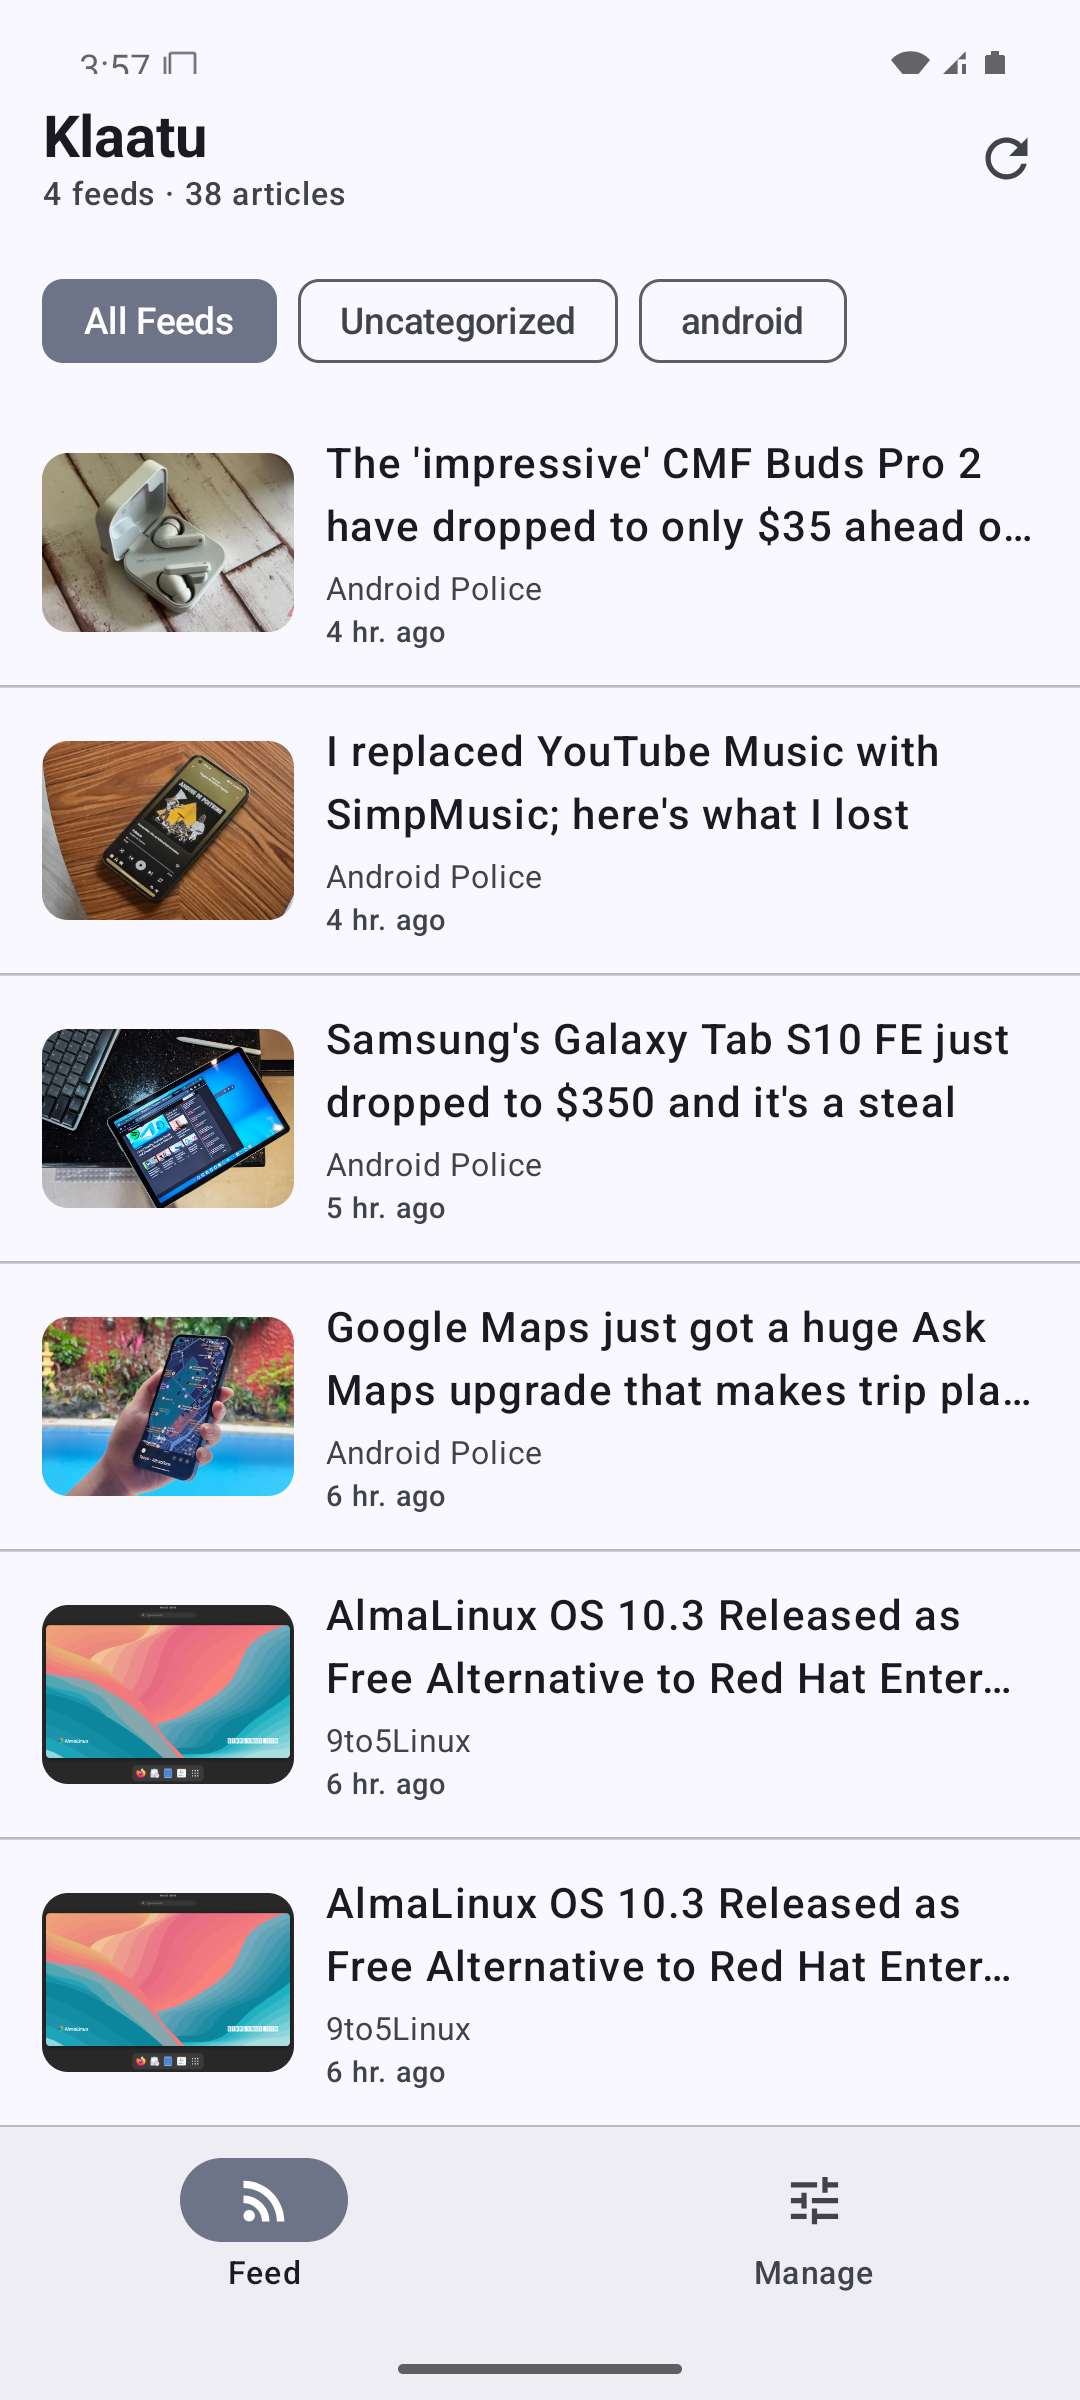 3:57
Klaatu
4 feeds · 38 articles
All Feeds
Uncategorized
android
The 'impressive' CMF Buds Pro 2
have dropped to only $35 ahead o…
Android Police
4 hr. ago
I replaced YouTube Music with
SimpMusic; here's what I lost
Android Police
4 hr. ago
Samsung's Galaxy Tab S10 FE just
dropped to $350 and it's a steal
Android Police
5 hr. ago
Google Maps just got a huge Ask
Maps upgrade that makes trip pla…
Android Police
6 hr. ago
AlmaLinux OS 10.3 Released as
Free Alternative to Red Hat Enter…
9to5Linux
6 hr. ago
AlmaLinux OS 10.3 Released as
Free Alternative to Red Hat Enter…
9to5Linux
6 hr. ago
Feed
Manage